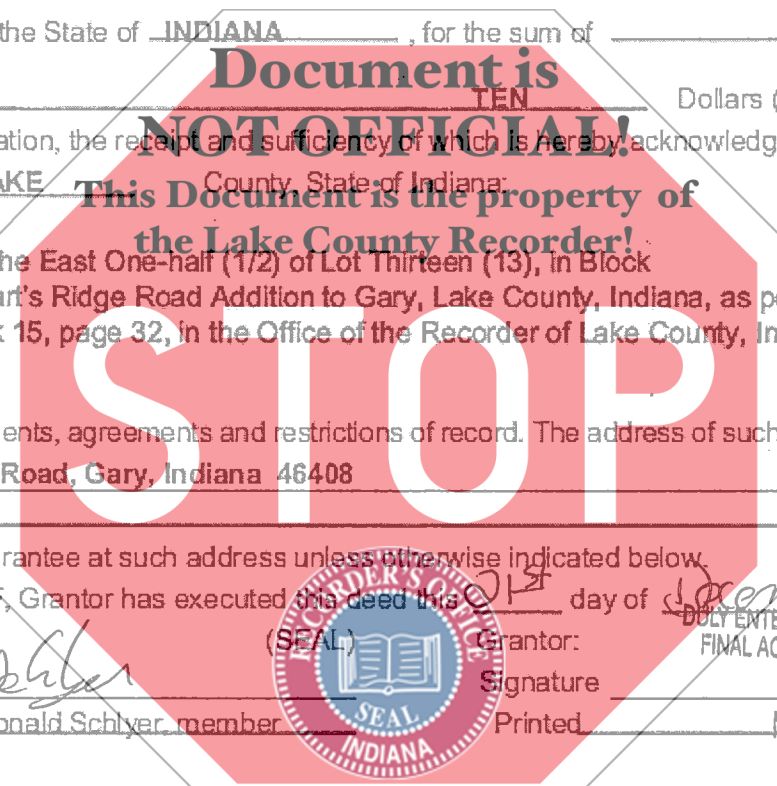 the State of INDIANA , for the sum of
Document is
TEN Dollars (
ation, the receipt and sufficiency of which is hereby acknowledg
NOT OFFICIAL!
AKE County, State of Indiana:
This Document is the property of
the Lake County Recorder!
he East One-half (1/2) of Lot Thirteen (13), in Block
art's Ridge Road Addition to Gary, Lake County, Indiana, as p
k 15, page 32, in the Office of the Recorder of Lake County, In
STOP
ents, agreements and restrictions of record. The address of such
Road, Gary, Indiana 46408
rantee at such address unless otherwise indicated below.
F, Grantor has executed this deed this 21st day of Decem
DULY ENTE
FINAL AC
(SEAL) Grantor:
Signature
onald Schlyer, member Printed
RECORDER'S OFFICE
SEAL
INDIANA